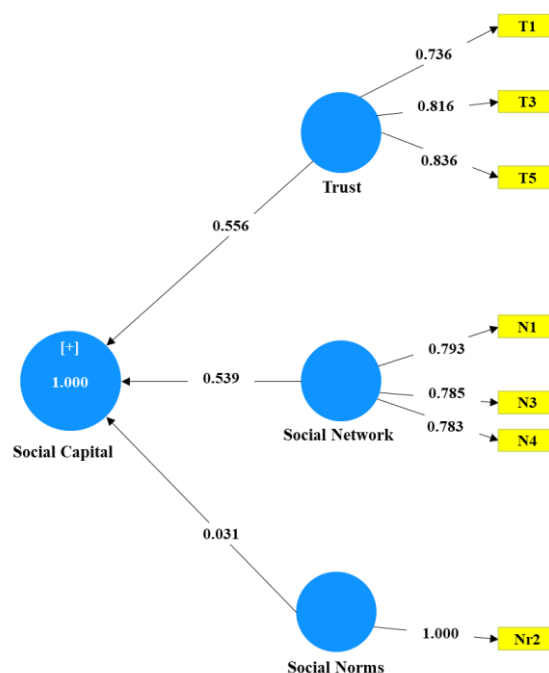 T1
0.736
0.816
T3
0.836
T5
Trust
0.556
[+]
1.000
Social Capital
0.539
Social Network
0.793
N1
0.785
N3
0.783
N4
0.031
Social Norms
1.000
Nr2